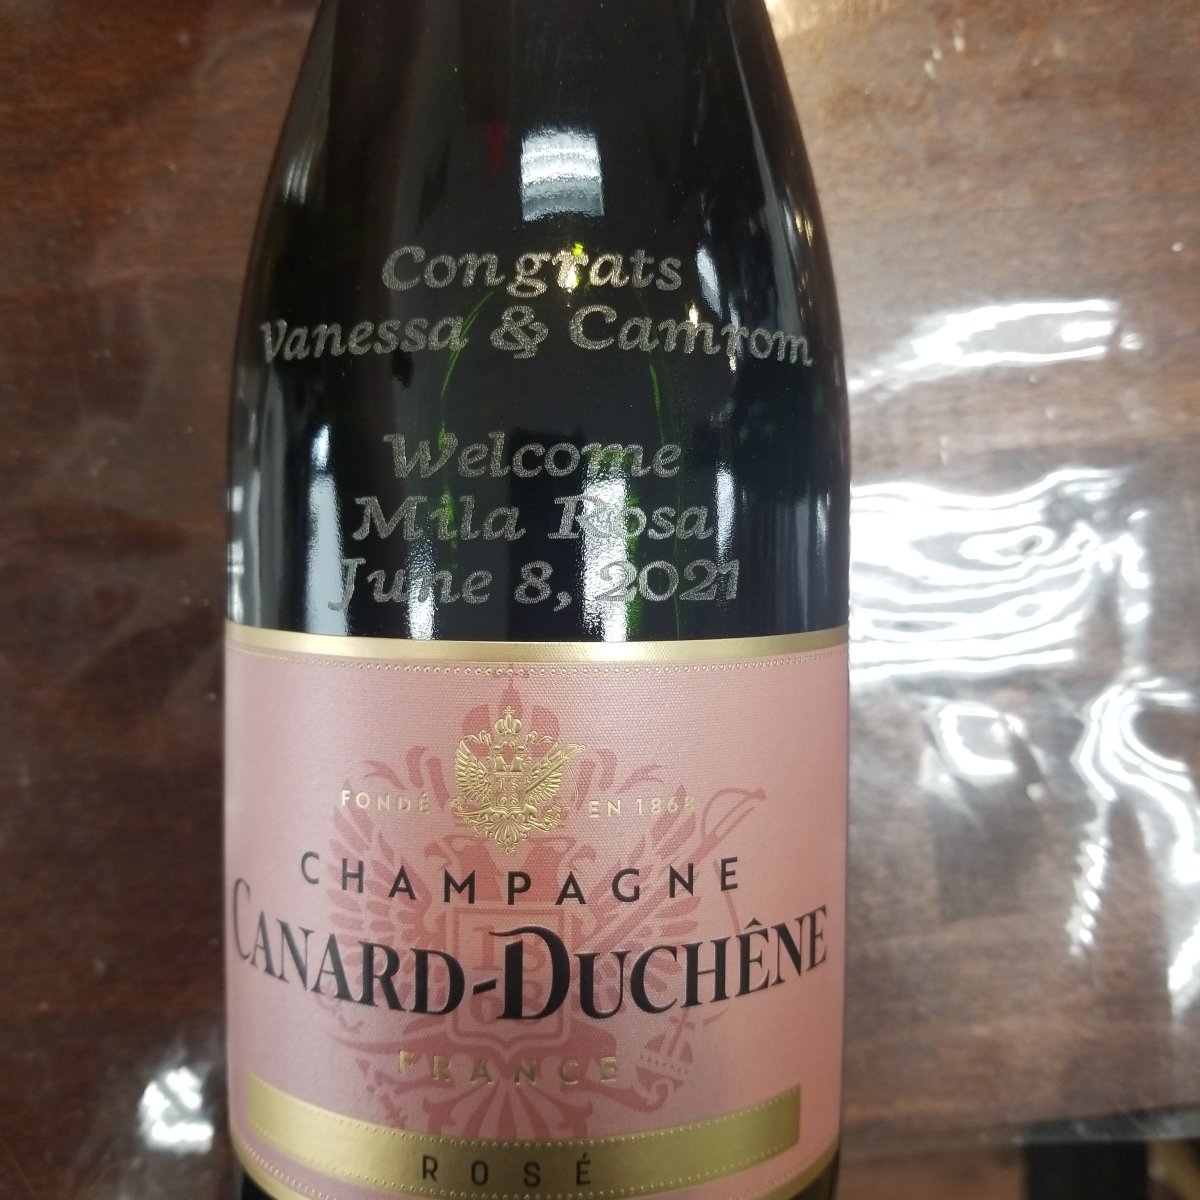 Congrats
Vanessa & Camrom
Welcome
Mila Rosa
June 8, 2021
FONDÉ EN 1868
CHAMPAGNE
CANARD-DUCHÊNE
FRANCE
ROSÉ